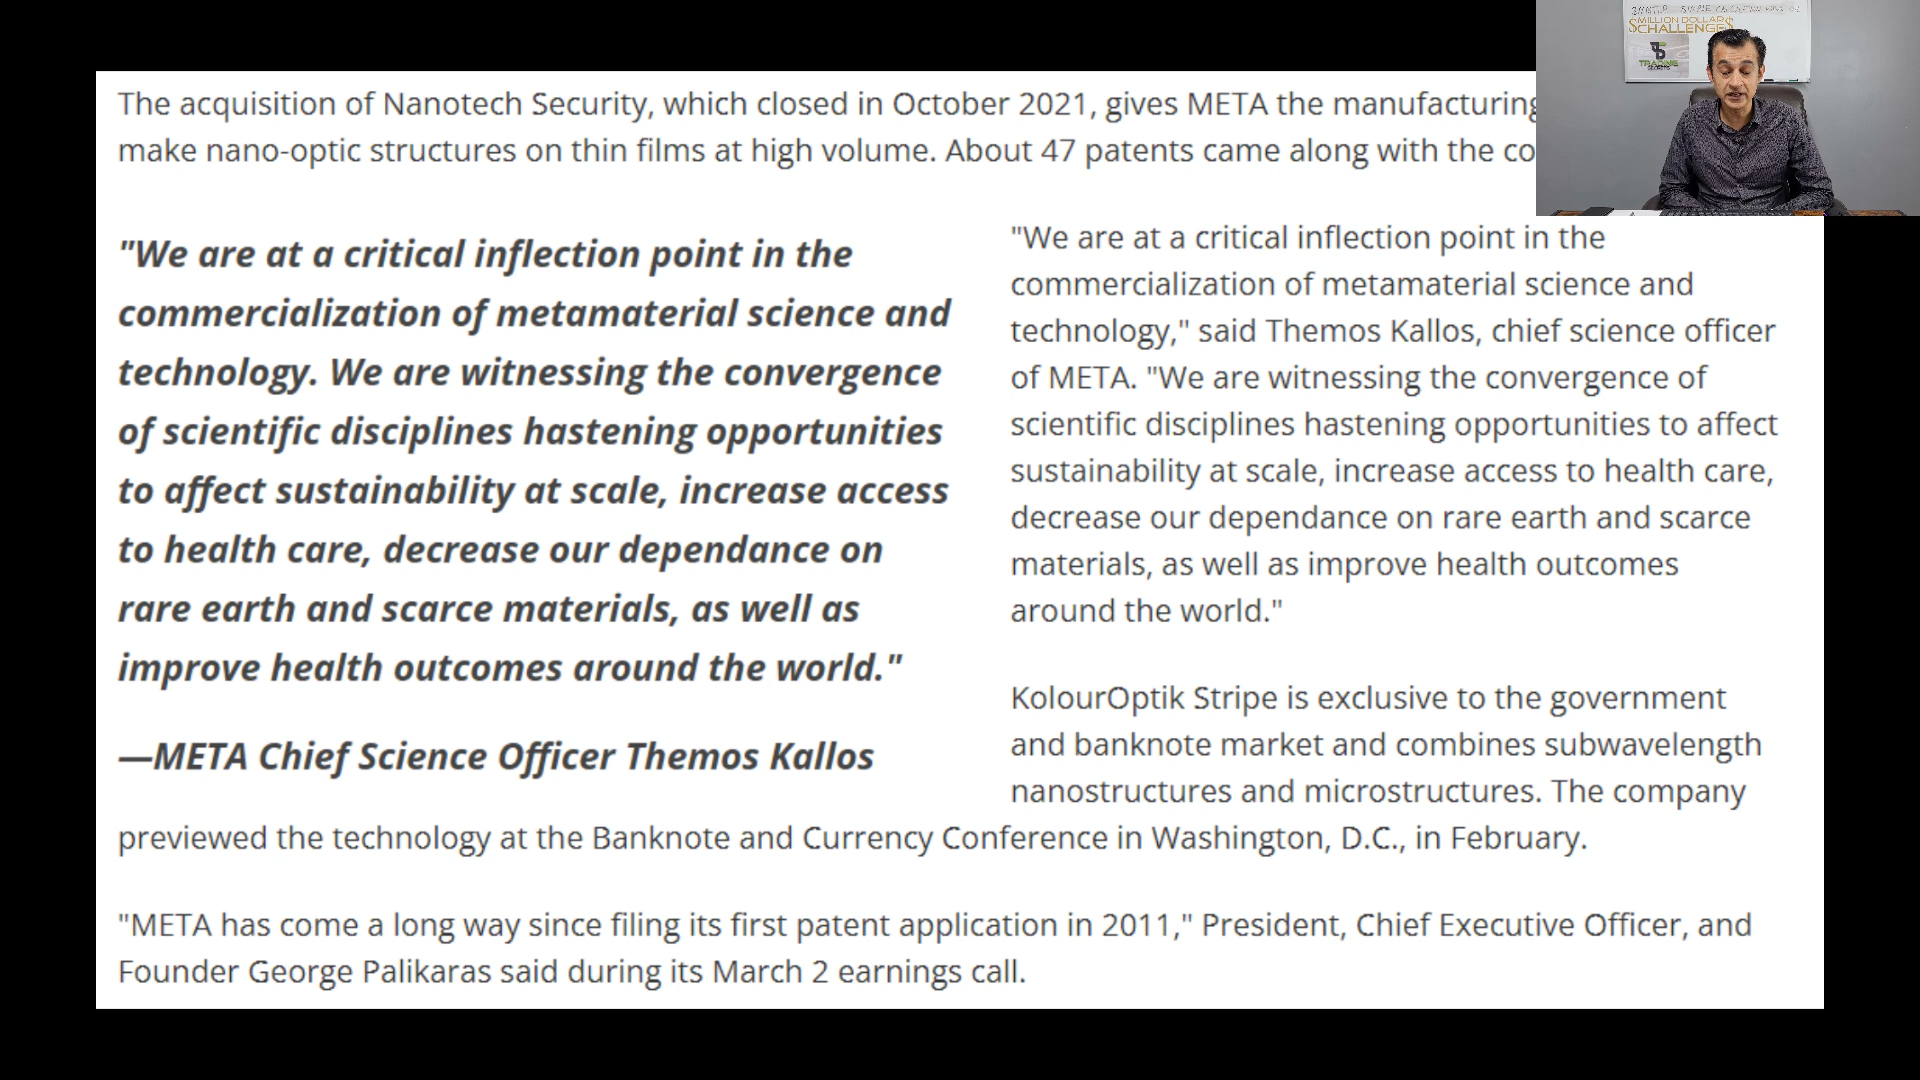 The acquisition of Nanotech Security, which closed in October 2021, gives META the manufacturing
make nano-optic structures on thin films at high volume. About 47 patents came along with the co
"We are at a critical inflection point in the
commercialization of metamaterial science and
technology. We are witnessing the convergence
of scientific disciplines hastening opportunities
to affect sustainability at scale, increase access
to health care, decrease our dependance on
rare earth and scarce materials, as well as
improve health outcomes around the world."
—META Chief Science Officer Themos Kallos
"We are at a critical inflection point in the
commercialization of metamaterial science and
technology," said Themos Kallos, chief science officer
of META. "We are witnessing the convergence of
scientific disciplines hastening opportunities to affect
sustainability at scale, increase access to health care,
decrease our dependance on rare earth and scarce
materials, as well as improve health outcomes
around the world."
KolourOptik Stripe is exclusive to the government
and banknote market and combines subwavelength
nanostructures and microstructures. The company
previewed the technology at the Banknote and Currency Conference in Washington, D.C., in February.
"META has come a long way since filing its first patent application in 2011," President, Chief Executive Officer, and
Founder George Palikaras said during its March 2 earnings call.
$MILLION DOLLAR$
CHALLENGE
TRADING
SECRETS